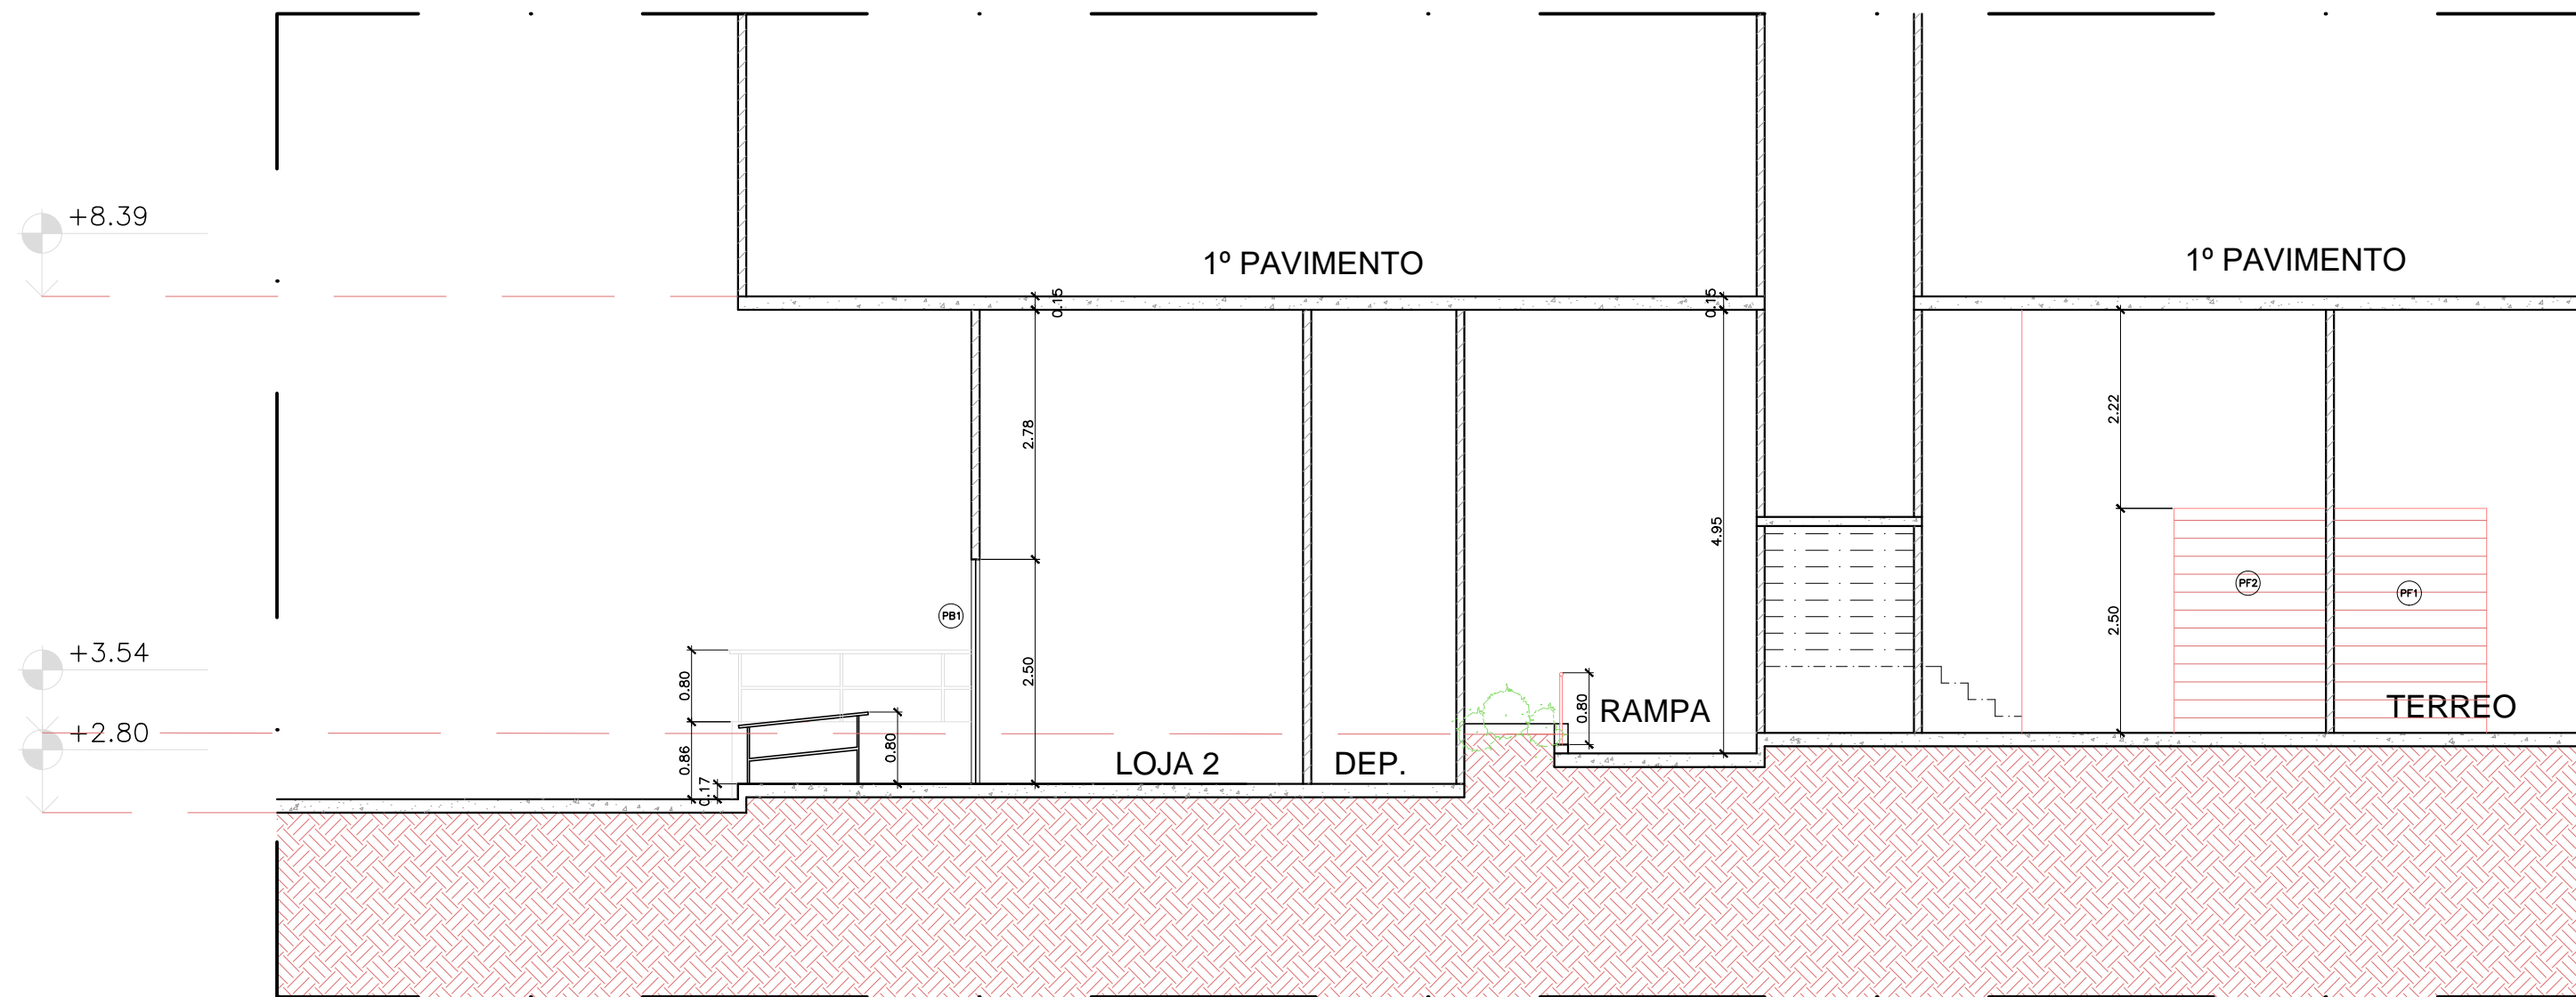 +8.39
1º PAVIMENTO
1º PAVIMENTO
0.15
0.15
2.22
2.78
4.95
PF2
PF1
PB1
2.50
+3.54
2.50
0.80
0.80
RAMPA
TERREO
+2.80
0.86
0.80
LOJA 2
DEP.
0.17